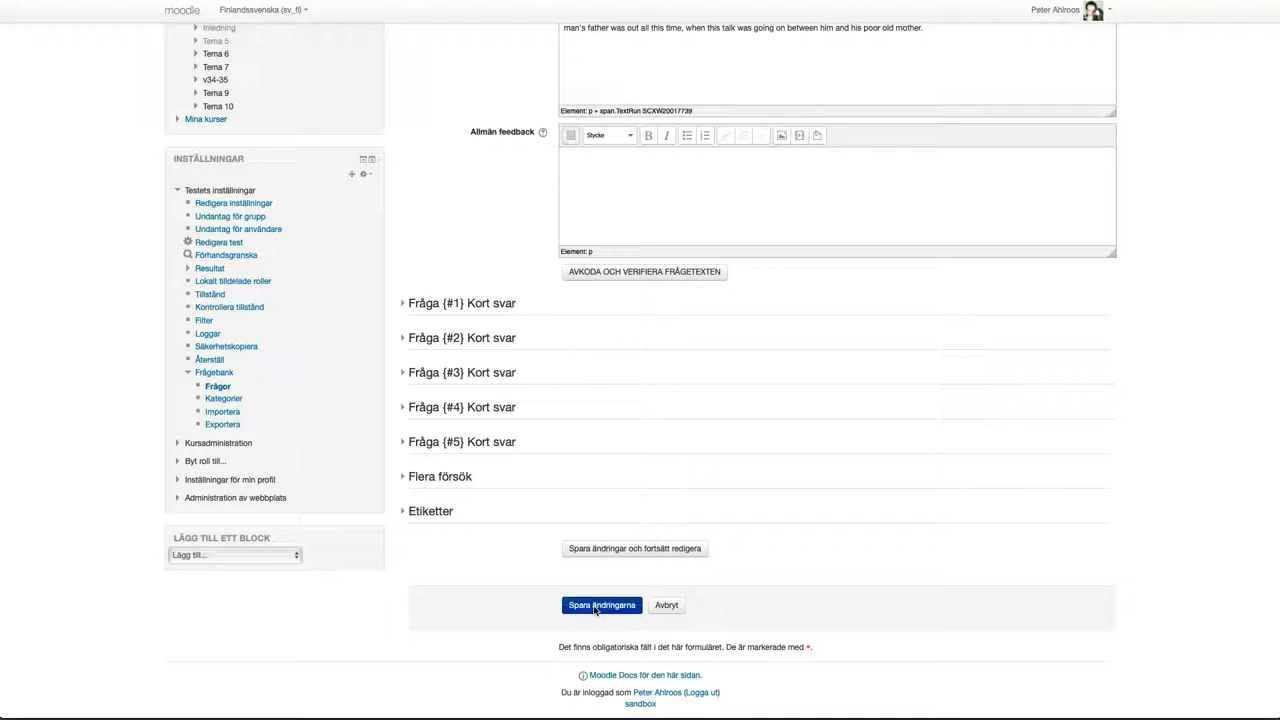 moodle
Finlandssvenska (sv_fi)
Peter Ahlroos
Inledning
Tema 5
Tema 6
Tema 7
v34-35
Tema 9
Tema 10
Mina kurser
INSTÄLLNINGAR
Testets inställningar
Redigera inställningar
Undantag för grupp
Undantag för användare
Redigera test
Förhandsgranska
Resultat
Lokalt tilldelade roller
Tillstånd
Kontrollera tillstånd
Filter
Loggar
Säkerhetskopiera
Återställ
Frågebank
Frågor
Kategorier
Importera
Exportera
Kursadministration
Byt roll till...
Inställningar för min profil
Administration av webbplats
LÄGG TILL ETT BLOCK
Lägg till...
man's father was out all this time, when this talk was going on between him and his poor old mother.
Element: p » span.TextRun SCXW20017739
Allmän feedback
Stycke
B I
Element: p
AVKODA OCH VERIFIERA FRÅGETEXTEN
Fråga {#1} Kort svar
Fråga {#2} Kort svar
Fråga {#3} Kort svar
Fråga {#4} Kort svar
Fråga {#5} Kort svar
Flera försök
Etiketter
Spara ändringar och fortsätt redigera
Spara ändringarna
Avbryt
Det finns obligatoriska fält i det här formuläret. De är markerade med *.
Moodle Docs för den här sidan.
Du är inloggad som Peter Ahlroos (Logga ut)
sandbox